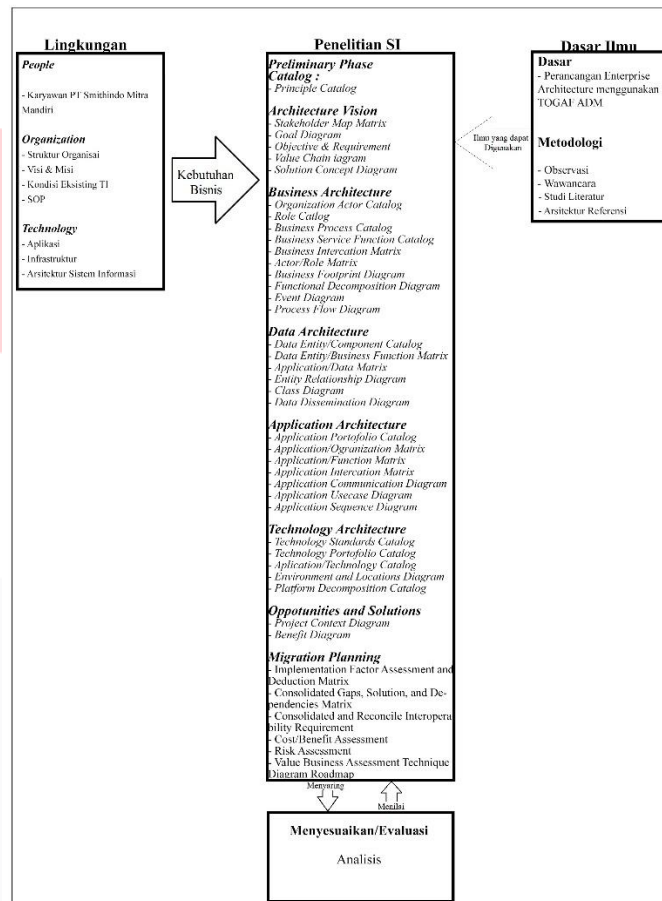 Lingkungan
People
- Karyawan PT Smithindo Mitra
Mandiri
Organization
- Struktur Organisai
- Visi & Misi
- Kondisi Eksisting TI
- SOP
Technology
- Aplikasi
- Infrastruktur
- Arsitektur Sistem Informasi
Kebutuhan
Bisnis
Penelitian SI
Preliminary Phase
Catalog :
- Principle Catalog
Architecture Vision
- Stakeholder Map Matrix
- Goal Diagram
- Objective & Requirement
- Value Chain iagram
- Solution Concept Diagram
Business Architecture
- Organization Actor Catalog
- Role Catlog
- Business Process Catalog
- Business Service Function Catalog
- Business Intercation Matrix
- Actor/Role Matrix
- Business Footprint Diagram
- Functional Decomposition Diagram
- Event Diagram
- Process Flow Diagram
Data Architecture
- Data Entity/Component Catalog
- Data Entity/Business Function Matrix
- Application/Data Matrix
- Entity Relationship Diagram
- Class Diagram
- Data Dissemination Diagram
Application Architecture
- Application Portofolio Catalog
- Application/Ogranization Matrix
- Application/Function Matrix
- Application Intercation Matrix
- Application Communication Diagram
- Application Usecase Diagram
- Application Sequence Diagram
Technology Architecture
- Technology Standards Catalog
- Technology Portofolio Catalog
- Aplication/Technology Catalog
- Environment and Locations Diagram
- Platform Decomposition Catalog
Oppotunities and Solutions
- Project Context Diagram
- Benefit Diagram
Migration Planning
- Implementation Factor Assessment and
Deduction Matrix
- Consolidated Gaps, Solution, and De-
pendencies Matrix
- Consolidated and Reconcile Interopera
bility Requirement
- Cost/Benefit Assessment
- Risk Assessment
- Value Business Assessment Technique
Diagram Roadmap
Ilmu yang dapat
Digunakan
Dasar Ilmu
Dasar
- Perancangan Enterprise
Architecture menggunakan
TOGAF ADM
Metodologi
- Observasi
- Wawancara
- Studi Literatur
- Arsitektur Referensi
Menyaring
Menilai
Menyesuaikan/Evaluasi
Analisis